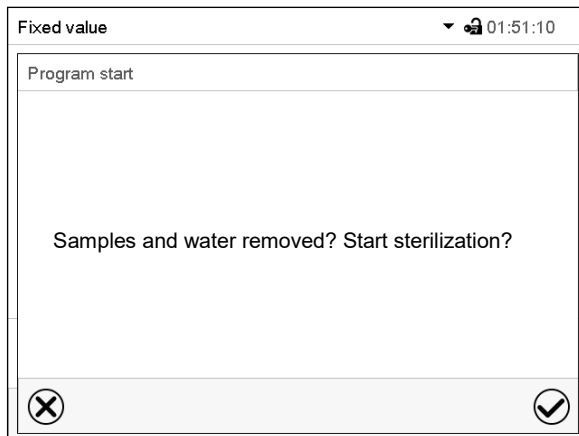 Fixed value 01:51:10
Program start
Samples and water removed? Start sterilization?